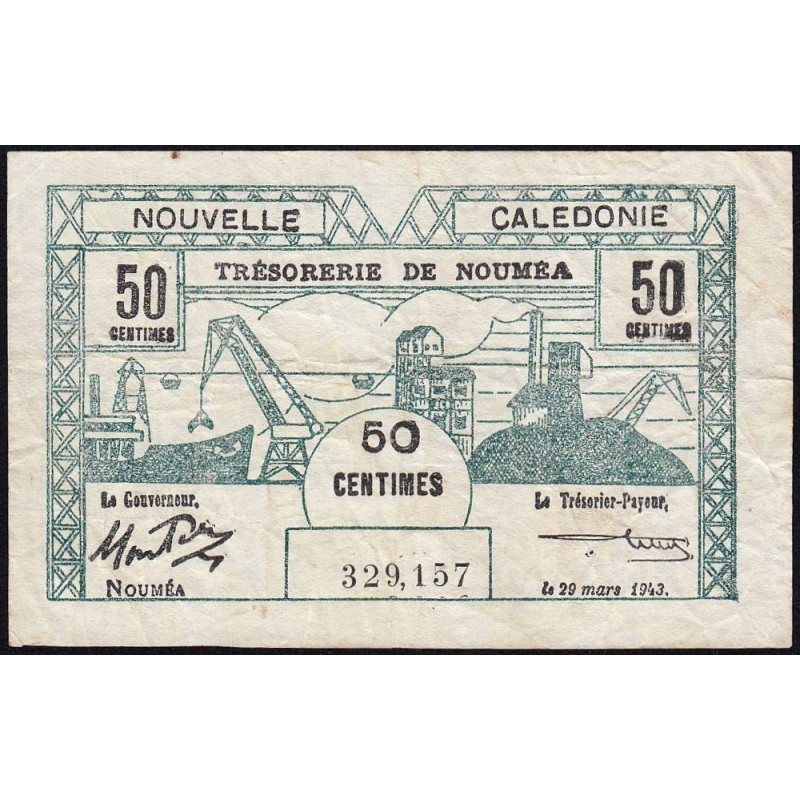 NOUVELLE CALEDONIE
TRÉSORERIE DE NOUMÉA
50 CENTIMES
50 CENTIMES
50
CENTIMES
Le Gouverneur,
Le Trésorier-Payeur,
329,157
NOUMÉA
le 29 mars 1943.